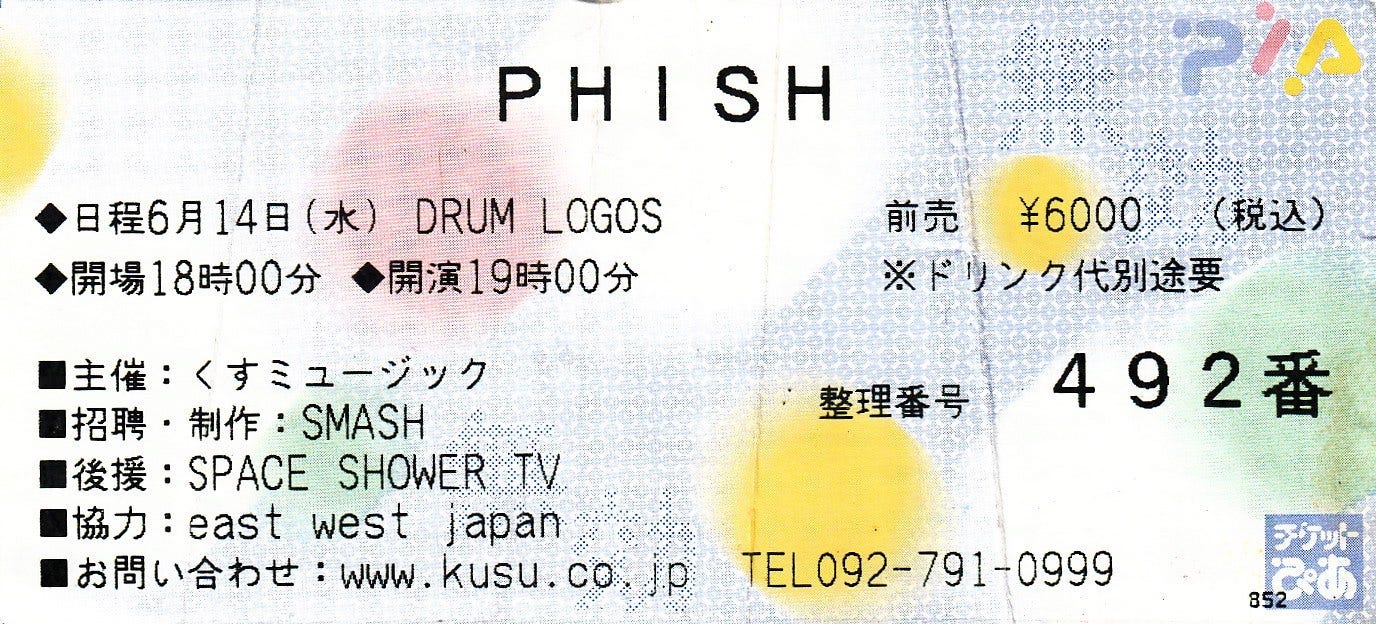 PIA
PHISH
◆日程6月14日(水) DRUM LOGOS 前売 ¥6000 (税込)
◆開場18時00分 ◆開演19時00分 ※ドリンク代別途要
■主催：くすミュージック
整理番号 492番
■招聘・制作：SMASH
■後援：SPACE SHOWER TV
■協力：east west japan
■お問い合わせ：www.kusu.co.jp TEL092-791-0999
チケット
ぴあ
852